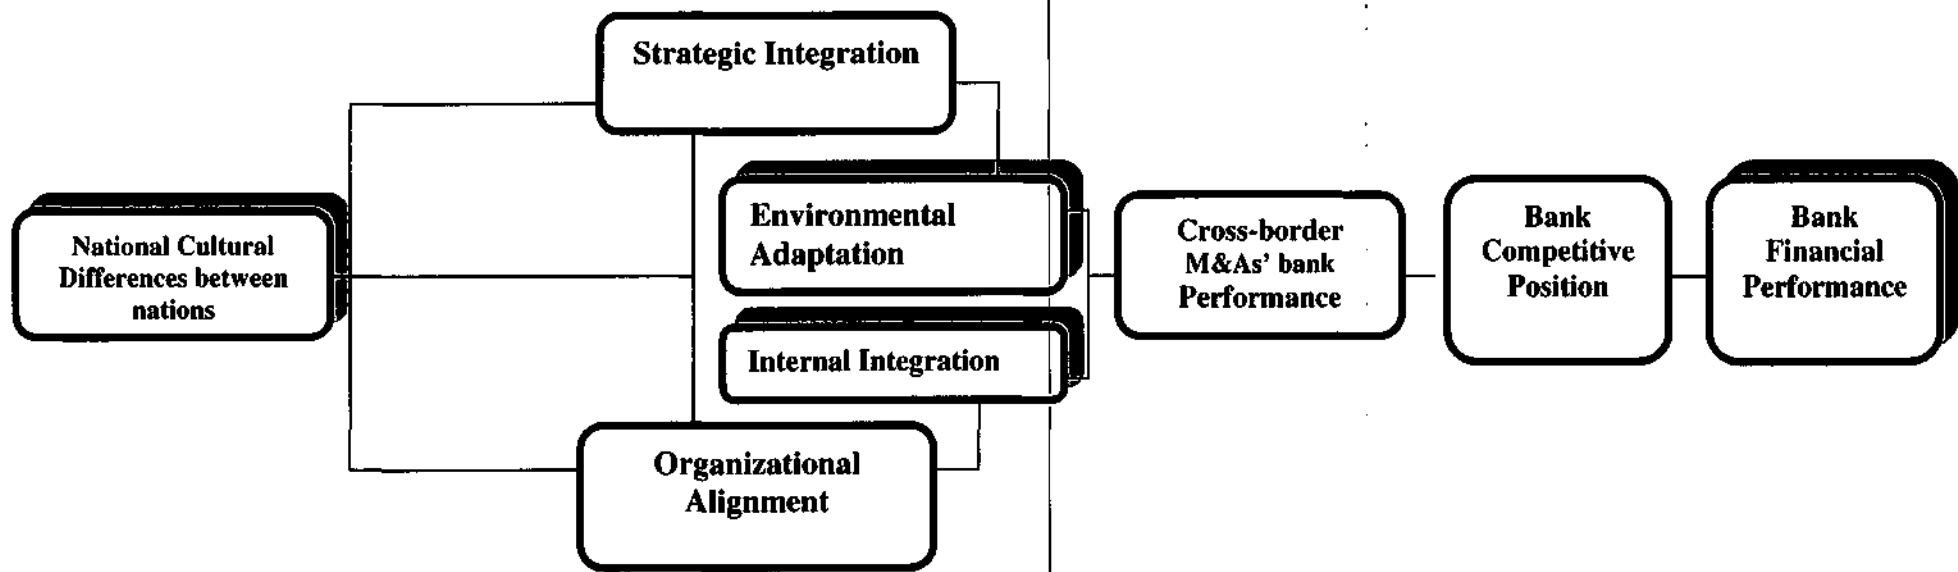 Strategic Integration
National Cultural
Differences between
nations
Environmental
Adaptation
Internal Integration
Organizational
Alignment
Cross-border
M&As' bank
Performance
Bank
Competitive
Position
Bank
Financial
Performance